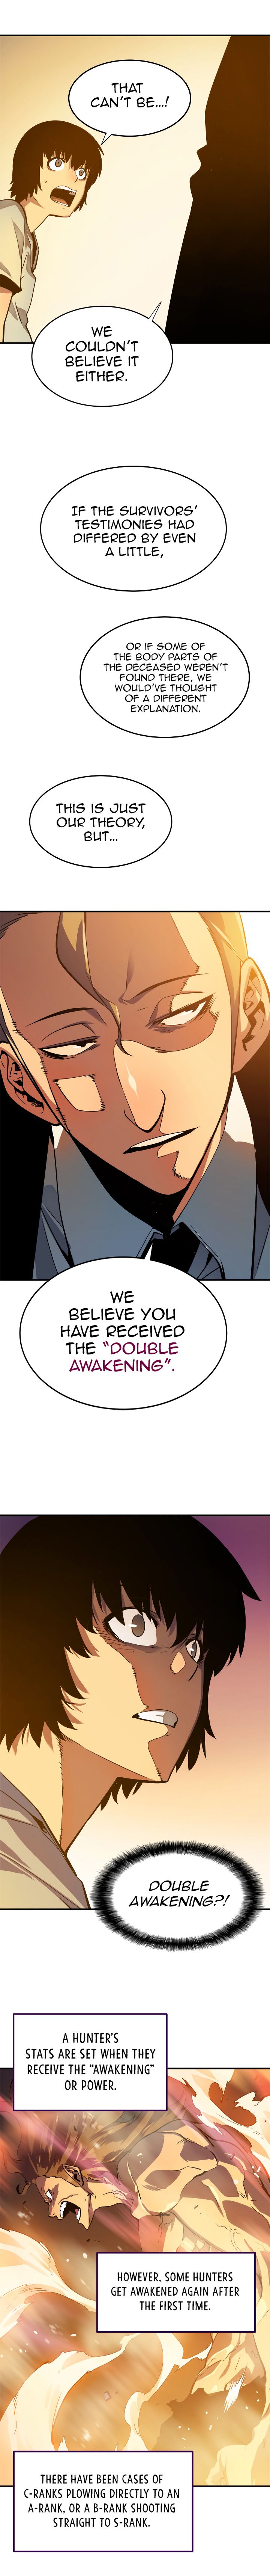 THAT
CAN'T BE...!
WE
COULDN'T
BELIEVE IT
EITHER.
IF THE SURVIVORS'
TESTIMONIES HAD
DIFFERED BY EVEN
A LITTLE,
OR IF SOME OF
THE BODY PARTS OF
THE DECEASED WEREN'T
FOUND THERE, WE
WOULD'VE THOUGHT
OF A DIFFERENT
EXPLANATION.
THIS IS JUST
OUR THEORY,
BUT...
WE
BELIEVE YOU
HAVE RECEIVED
THE "DOUBLE
AWAKENING".
DOUBLE
AWAKENING?!
A HUNTER'S
STATS ARE SET WHEN THEY
RECEIVE THE "AWAKENING"
OR POWER.
HOWEVER, SOME HUNTERS
GET AWAKENED AGAIN AFTER
THE FIRST TIME.
THERE HAVE BEEN CASES OF
C-RANKS PLOWING DIRECTLY TO AN
A-RANK, OR A B-RANK SHOOTING
STRAIGHT TO S-RANK.